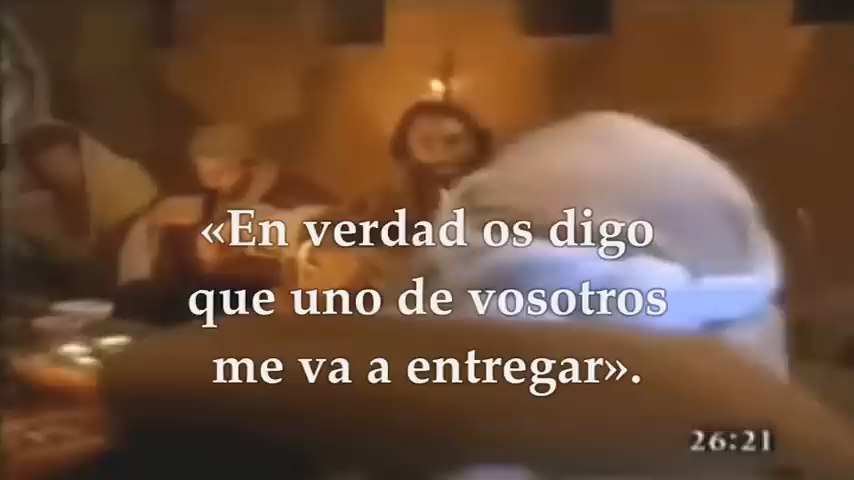 «En verdad os digo
que uno de vosotros
me va a entregar».
26:21